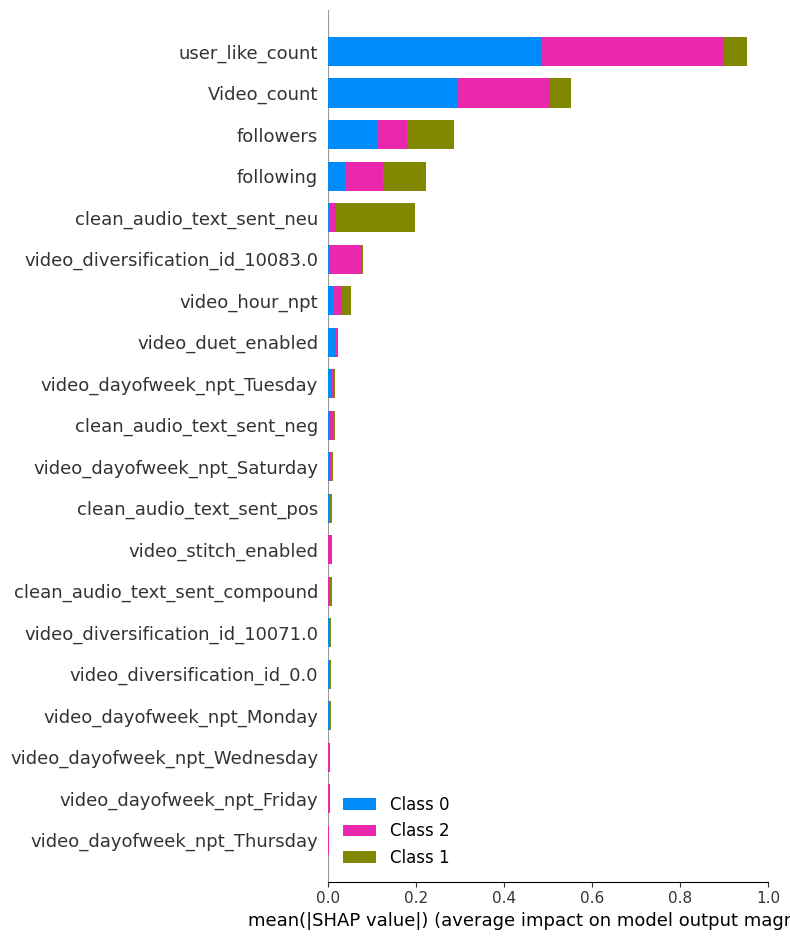 user_like_count
Video_count
followers
following
clean_audio_text_sent_neu
video_diversification_id_10083.0
video_hour_npt
video_duet_enabled
video_dayofweek_npt_Tuesday
clean_audio_text_sent_neg
video_dayofweek_npt_Saturday
clean_audio_text_sent_pos
video_stitch_enabled
clean_audio_text_sent_compound
video_diversification_id_10071.0
video_diversification_id_0.0
video_dayofweek_npt_Monday
video_dayofweek_npt_Wednesday
video_dayofweek_npt_Friday
video_dayofweek_npt_Thursday
Class 0
Class 2
Class 1
0.0 0.2 0.4 0.6 0.8 1.0
mean(|SHAP value|) (average impact on model output magr